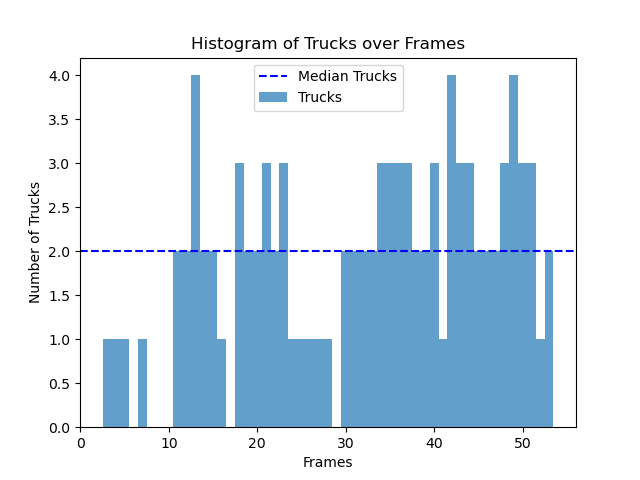 Histogram of Trucks over Frames
Median Trucks
Trucks
4.0
3.5
3.0
2.5
2.0
1.5
1.0
0.5
0.0
Number of Trucks
0 10 20 30 40 50
Frames